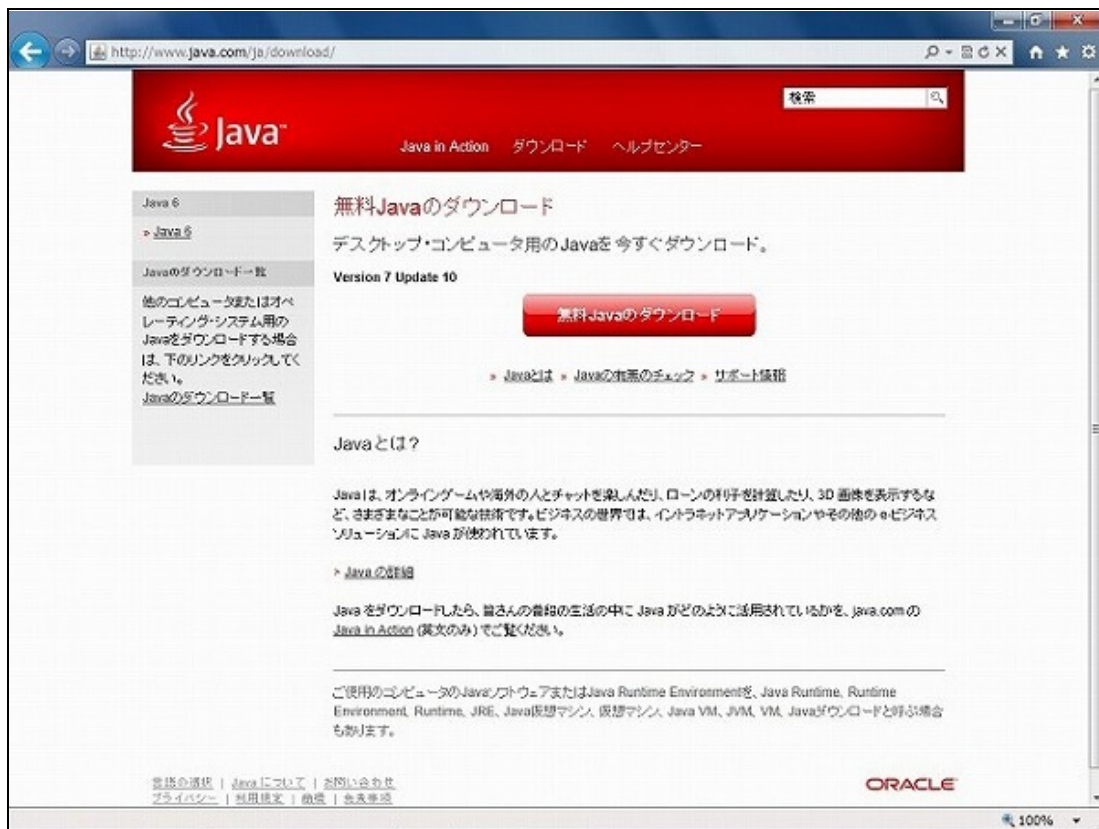 http://www.java.com/ja/download/
検索
Java™
Java in Action ダウンロード ヘルプセンター
Java 6
» Java 6
Javaのダウンロード一覧
他のコンピュータまたはオペ
レーティング・システム用の
Javaをダウンロードする場合
は、下のリンクをクリックしてく
ださい。
Javaのダウンロード一覧
無料Javaのダウンロード
デスクトップ・コンピュータ用のJavaを今すぐダウンロード。
Version 7 Update 10
無料Javaのダウンロード
» Javaとは » Javaの有無のチェック » サポート情報
Javaとは?
Javaは、オンラインゲームや海外の人とチャットを楽しんだり、ローンの利子を計算したり、3D 画像を表示するな
ど、さまざまなことが可能な技術です。ビジネスの世界では、イントラネットアプリケーションやその他の e-ビジネス
ソリューションに Java が使われています。
» Java の詳細
Java をダウンロードしたら、皆さんの普段の生活の中に Java がどのように活用されているかを、java.com の
Java in Action (英文のみ) でご覧ください。
ご使用のコンピュータのJavaソフトウェアまたはJava Runtime Environmentを、Java Runtime, Runtime
Environment, Runtime, JRE、Java仮想マシン、仮想マシン、Java VM、JVM、VM、Javaダウンロードと呼ぶ場合
もあります。
言語の選択 | Java について | お問い合わせ
プライバシー | 利用規定 | 商標 | 免責事項
ORACLE
100%